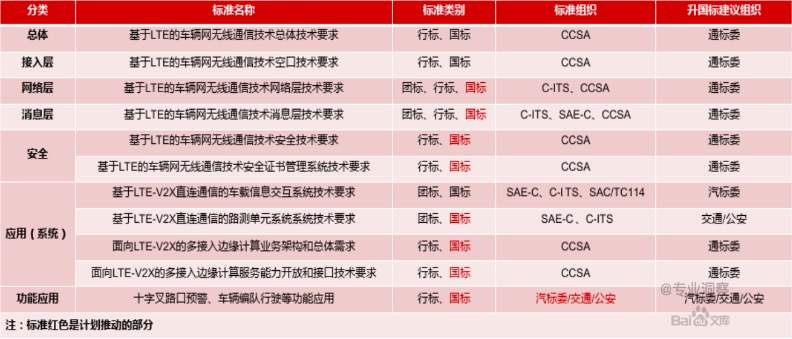 分类 标准名称 标准类别 标准组织 升国标建议组织
总体 基于LTE的车辆网无线通信技术总体技术要求 行标、国标 CCSA 通标委
接入层 基于LTE的车辆网无线通信技术空口技术要求 行标、国标 CCSA 通标委
网络层 基于LTE的车辆网无线通信技术网络层技术要求 团标、行标、国标 C-ITS、CCSA 通标委
消息层 基于LTE的车辆网无线通信技术消息层技术要求 团标、行标、国标 C-ITS、SAE-C、CCSA 通标委
安全 基于LTE的车辆网无线通信技术安全技术要求 行标、国标 CCSA 通标委
基于LTE的车辆网无线通信技术安全证书管理系统技术要求 行标、国标 CCSA 通标委
应用（系统） 基于LTE-V2X直连通信的车载信息交互系统技术要求 团标、国标 SAE-C、C-I TS、SAC/TC114 汽标委
基于LTE-V2X直连通信的路测单元系统系统技术要求 团标、国标 SAE-C 、C-ITS 交通/公安
面向LTE-V2X的多接入边缘计算业务架构和总体需求 行标、国标 CCSA 通标委
面向LTE-V2X的多接入边缘计算服务能力开放和接口技术要求 行标、国标 CCSA 通标委
功能应用 十字叉路口预警、车辆编队行驶等功能应用 行标、国标 汽标委/交通/公安 汽标委/交通/公安
注：标准红色是计划推动的部分
@专业洞察
Bai度文库